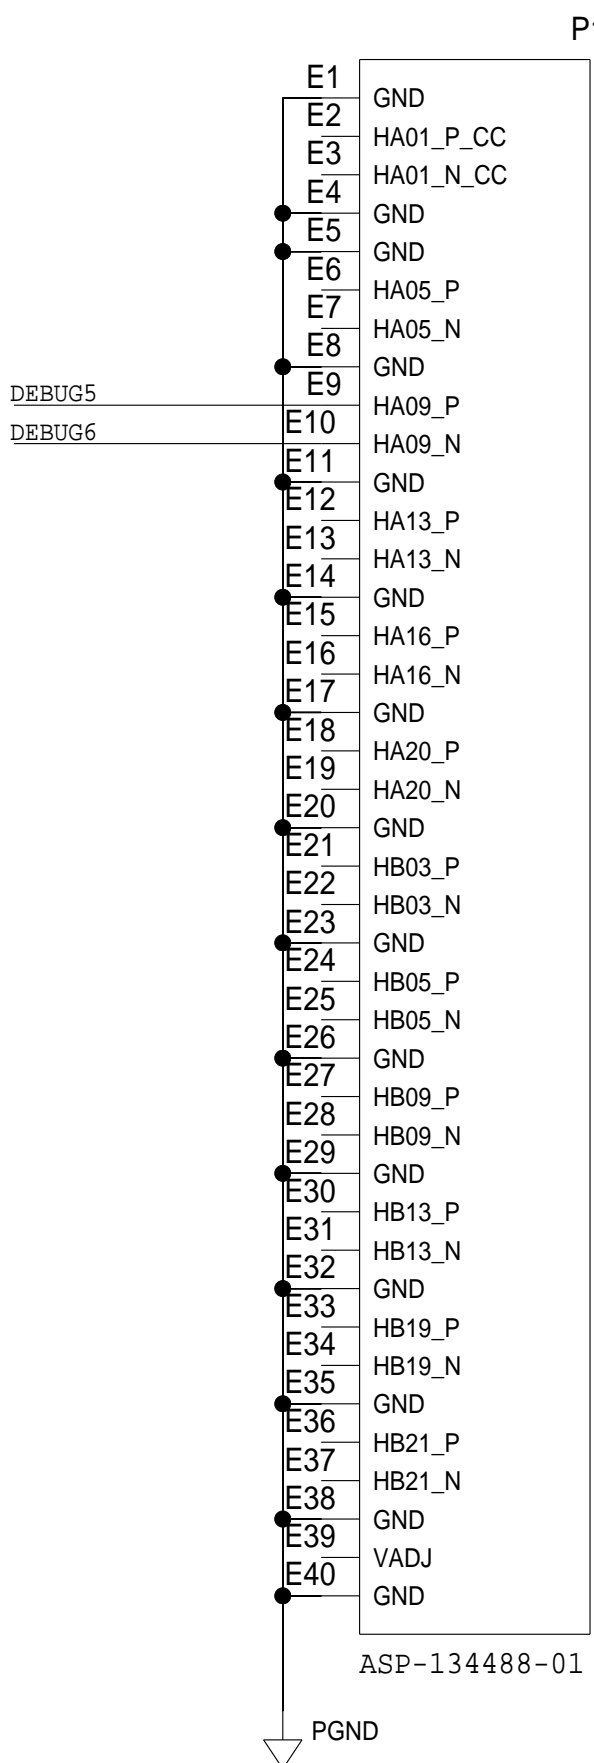 P1
E1 GND
E2 HA01_P_CC
E3 HA01_N_CC
E4 GND
E5 GND
E6 HA05_P
E7 HA05_N
E8 GND
DEBUG5 E9 HA09_P
DEBUG6 E10 HA09_N
E11 GND
E12 HA13_P
E13 HA13_N
E14 GND
E15 HA16_P
E16 HA16_N
E17 GND
E18 HA20_P
E19 HA20_N
E20 GND
E21 HB03_P
E22 HB03_N
E23 GND
E24 HB05_P
E25 HB05_N
E26 GND
E27 HB09_P
E28 HB09_N
E29 GND
E30 HB13_P
E31 HB13_N
E32 GND
E33 HB19_P
E34 HB19_N
E35 GND
E36 HB21_P
E37 HB21_N
E38 GND
E39 VADJ
E40 GND
ASP-134488-01
PGND